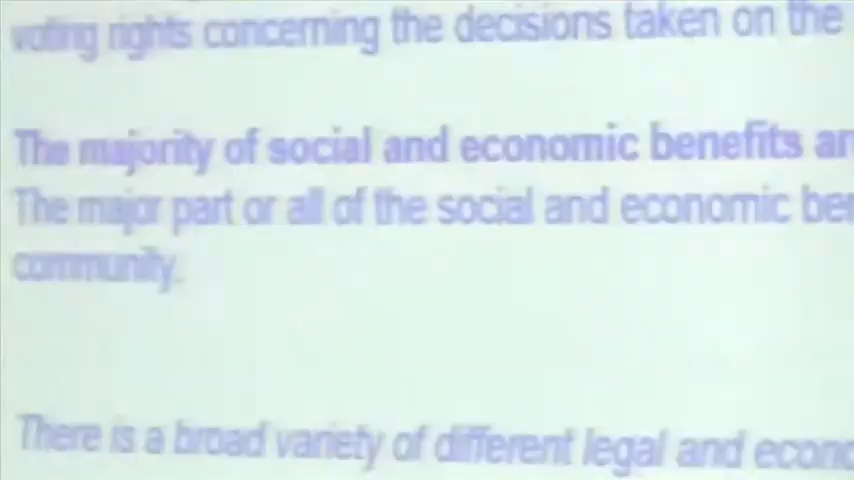 voting rights concerning the decisions taken on the
The majority of social and economic benefits
The major part or all of the social and economic
community.
There is a broad variety of different legal and